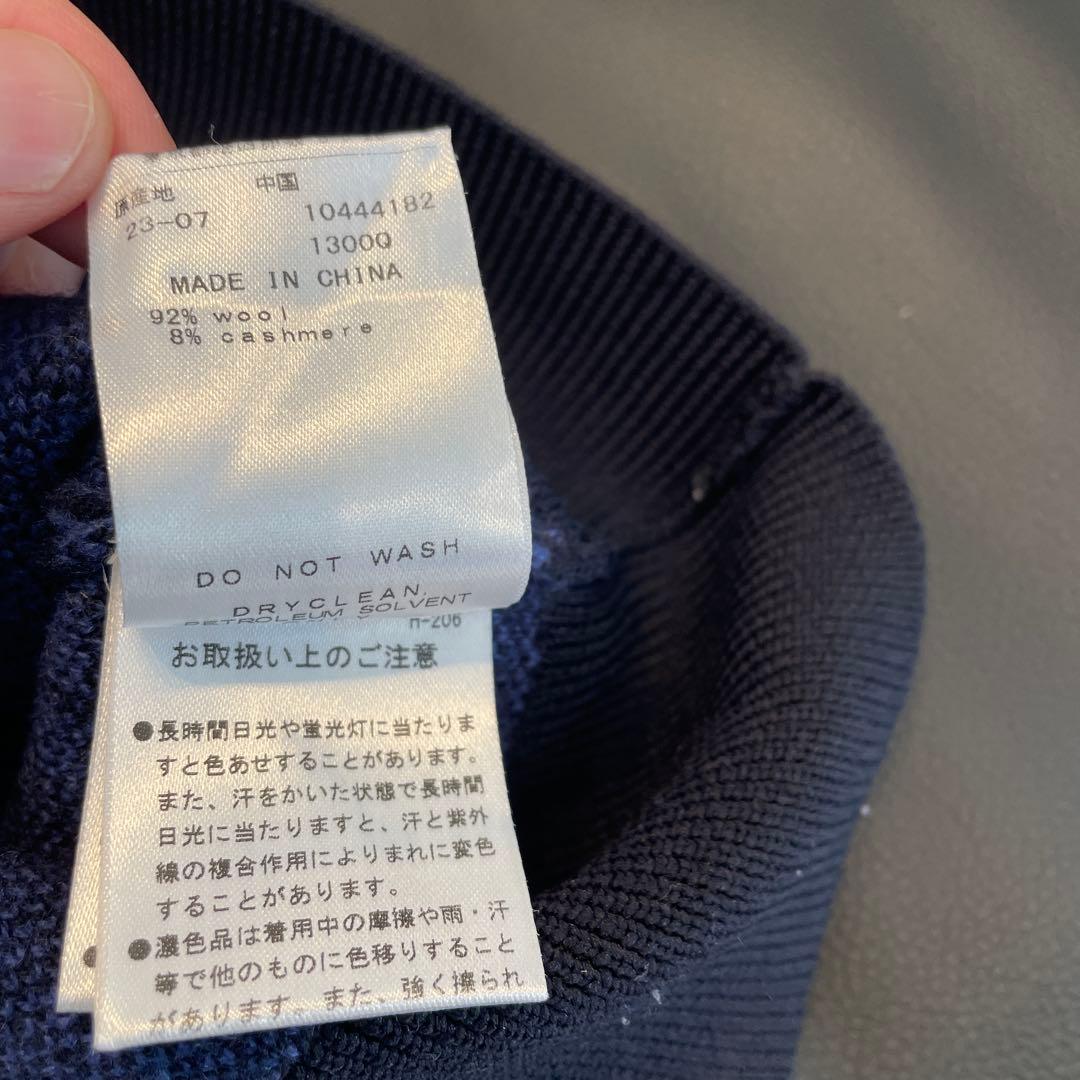 原産地 中国
23-07 10444182
1300Q
MADE IN CHINA
92% wool
8% cashmere
DO NOT WASH
DRYCLEAN,
PETROLEUM SOLVENT
H-206
お取扱い上のご注意
●長時間日光や蛍光灯に当たりま
すと色あせすることがあります。
また、汗をかいた状態で長時間
日光に当たりますと、汗と紫外
線の複合作用によりまれに変色
することがあります。
●濃色品は着用中の摩擦や雨・汗
等で他のものに色移りすること
があります。また、強く擦られ